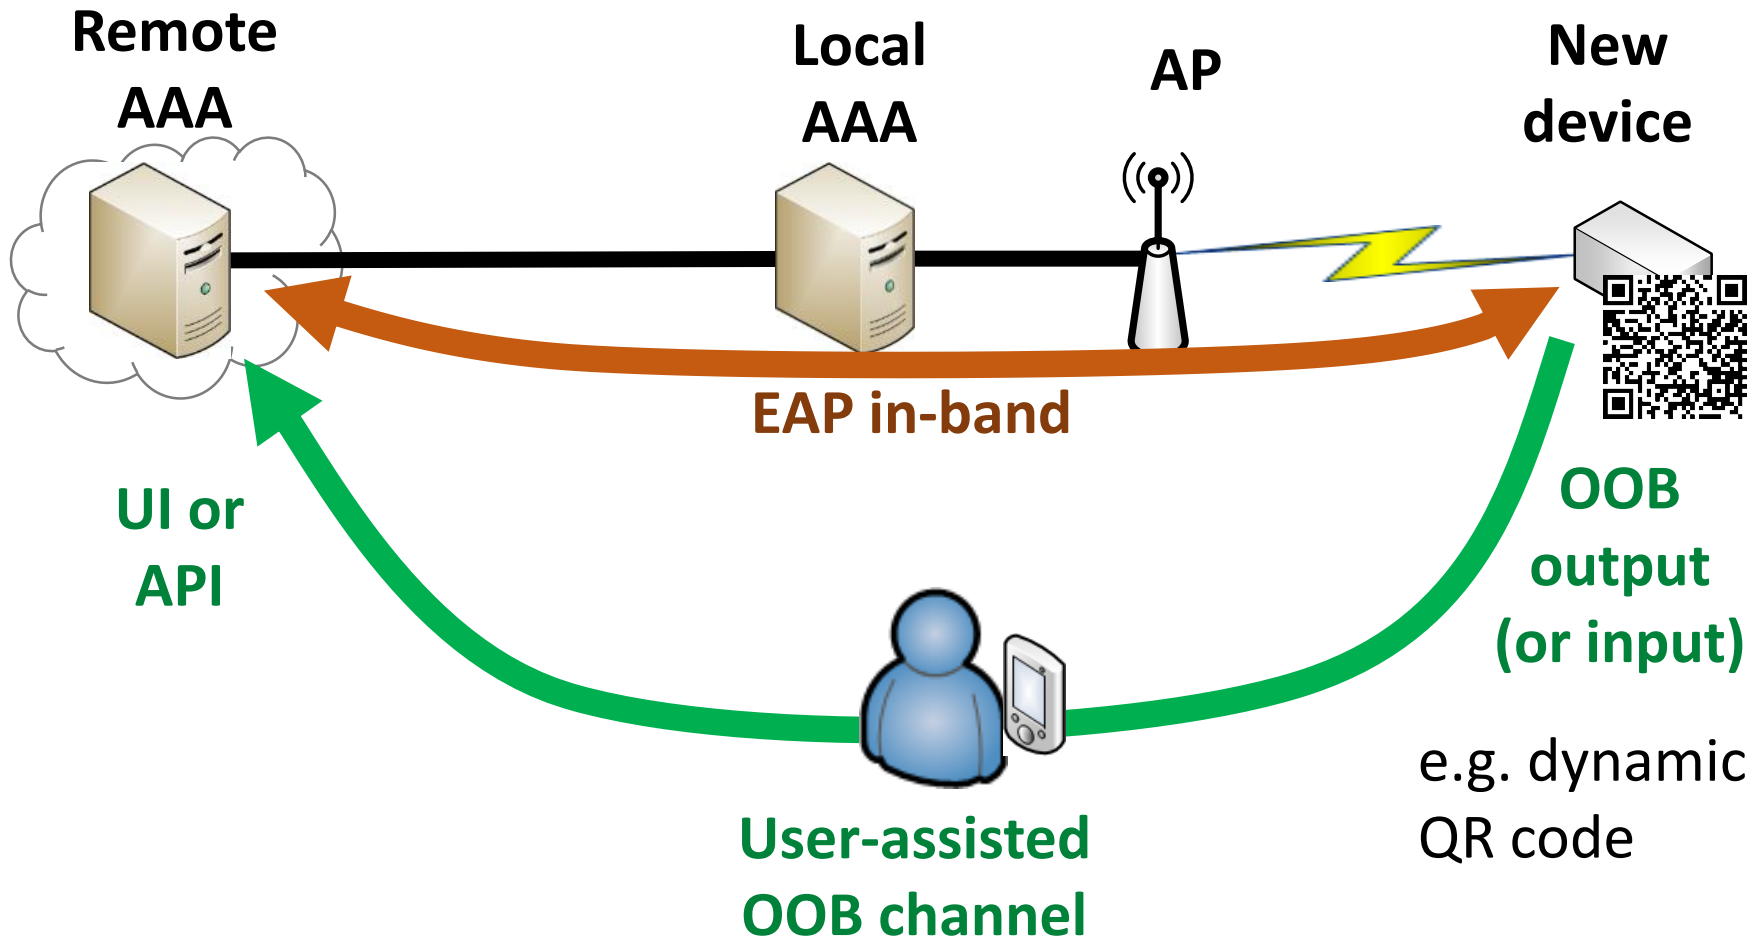 Remote
AAA
Local
AAA
AP
New
device
EAP in-band
UI or
API
OOB
output
(or input)
e.g. dynamic
QR code
User-assisted
OOB channel